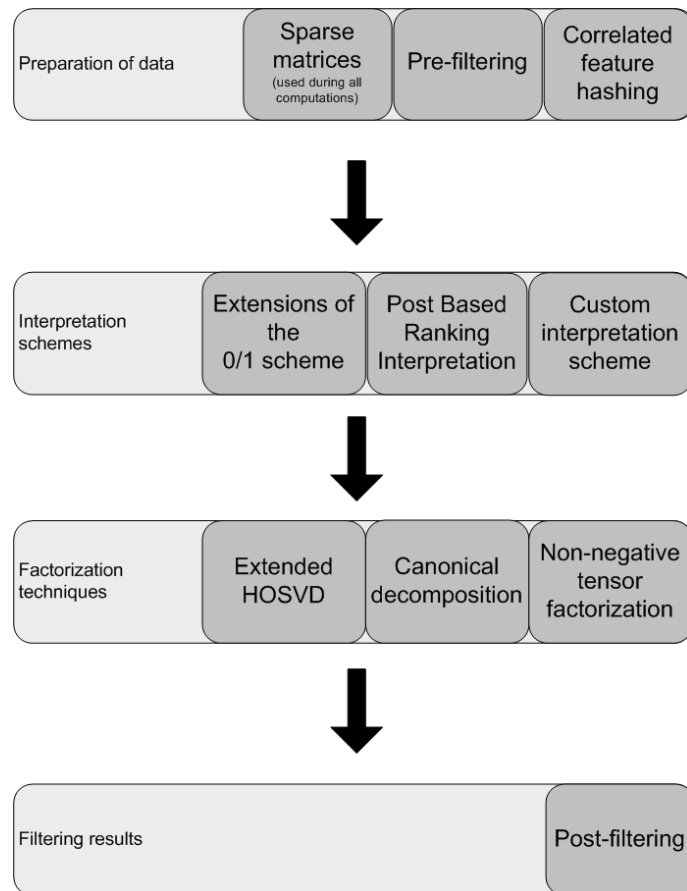 Preparation of data
Sparse
matrices
(used during all
computations)
Pre-filtering
Correlated
feature
hashing
Interpretation
schemes
Extensions of
the
0/1 scheme
Post Based
Ranking
Interpretation
Custom
interpretation
scheme
Factorization
techniques
Extended
HOSVD
Canonical
decomposition
Non-negative
tensor
factorization
Filtering results
Post-filtering